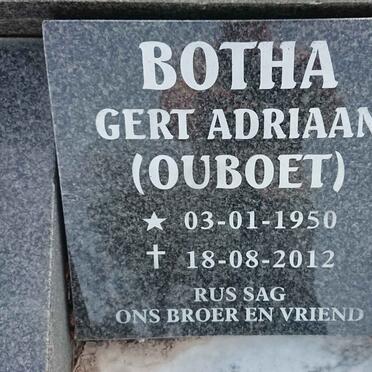 BOTHA
GERT ADRIAAN
(OUBOET)
★ 03-01-1950
✝ 18-08-2012
RUS SAG
ONS BROER EN VRIEND